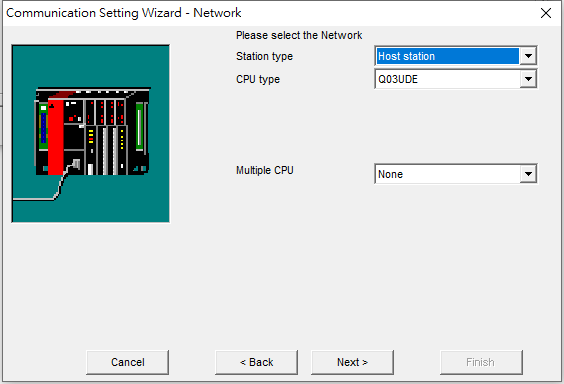 Communication Setting Wizard - Network
Please select the Network
Station type Host station
CPU type Q03UDE
Multiple CPU None
Cancel < Back Next > Finish